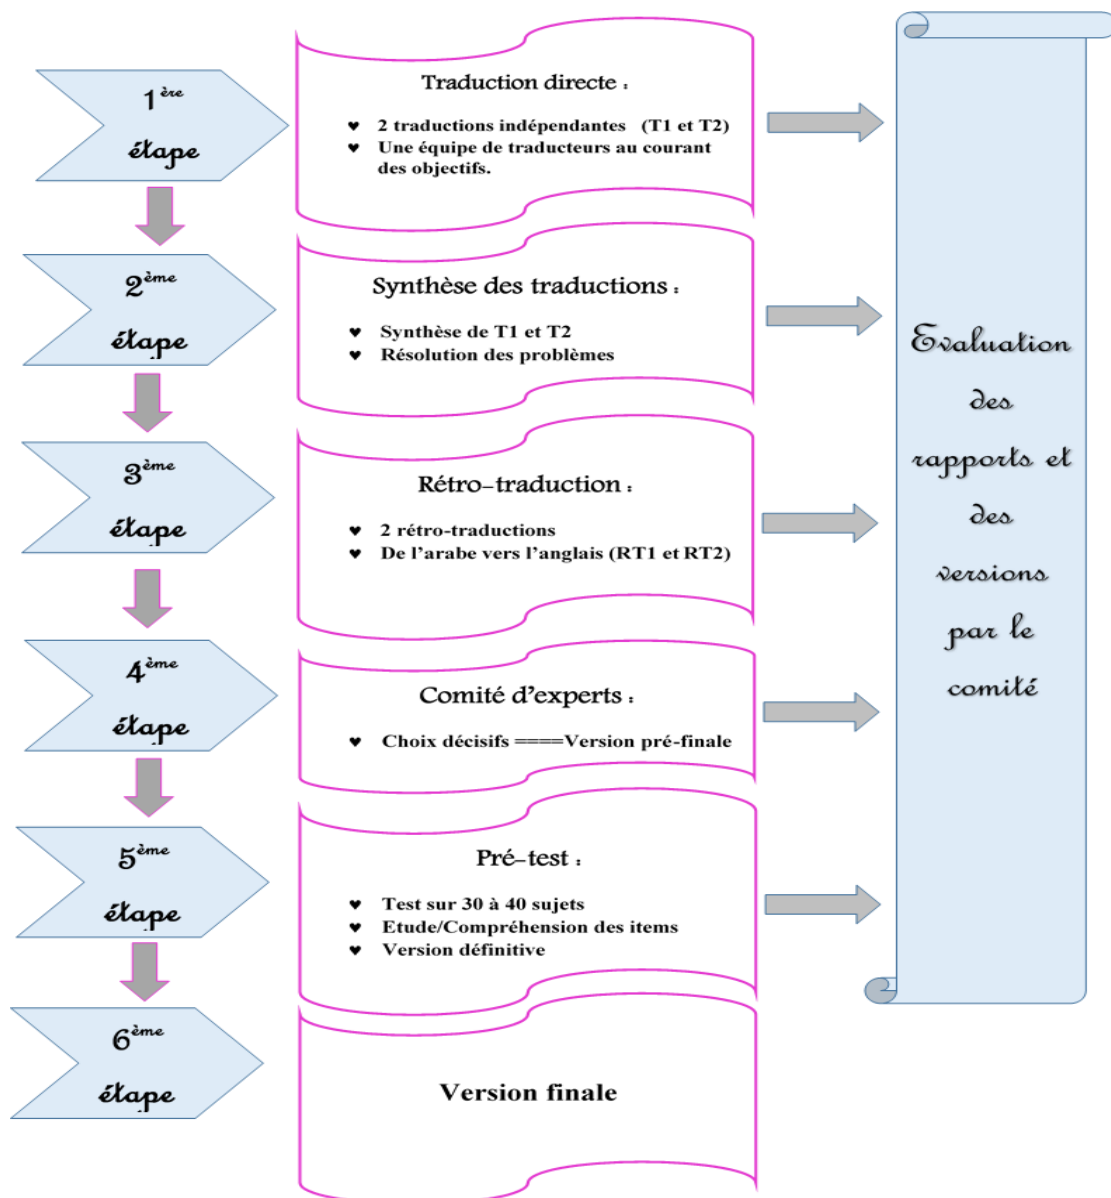 1ère
étape
Traduction directe :
♥ 2 traductions indépendantes (T1 et T2)
♥ Une équipe de traducteurs au courant
des objectifs.
2ème
étape
Synthèse des traductions :
♥ Synthèse de T1 et T2
♥ Résolution des problèmes
3ème
étape
Rétro-traduction :
♥ 2 rétro-traductions
♥ De l'arabe vers l'anglais (RT1 et RT2)
4ème
étape
Comité d'experts :
♥ Choix décisifs ====Version pré-finale
5ème
étape
Pré-test :
♥ Test sur 30 à 40 sujets
♥ Etude/Compréhension des items
♥ Version définitive
6ème
étape
Version finale
Evaluation
des
rapports et
des
versions
par le
comité